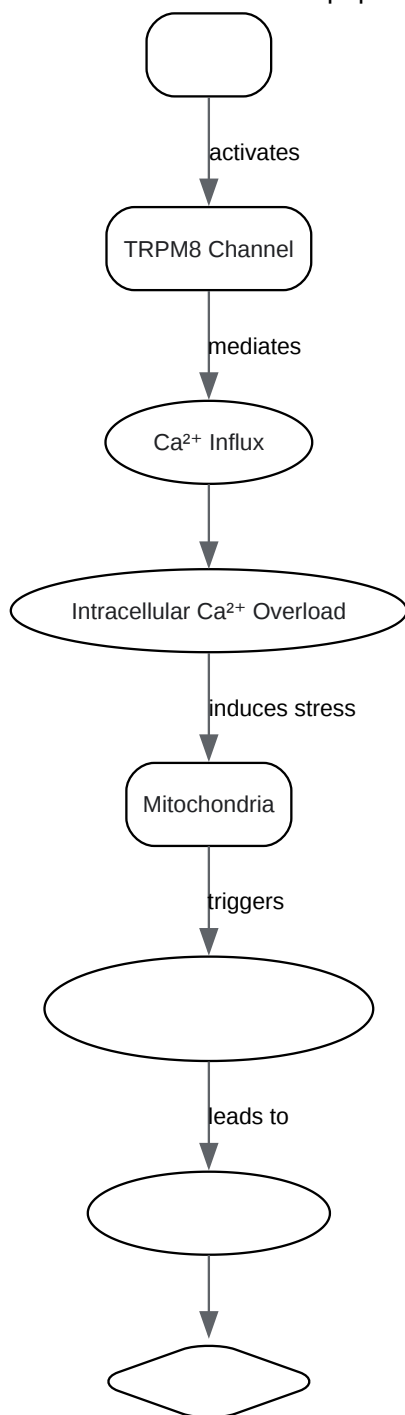 activates
TRPM8 Channel
mediates
Ca²⁺ Influx
Intracellular Ca²⁺ Overload
induces stress
Mitochondria
triggers
leads to